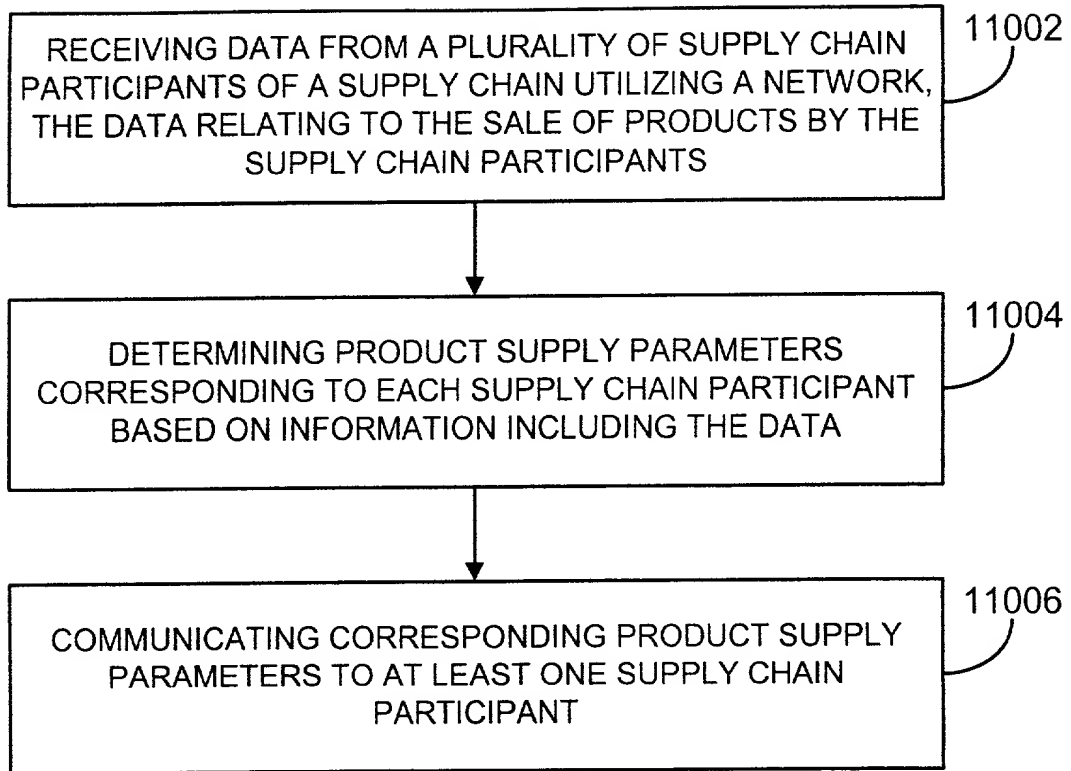 RECEIVING DATA FROM A PLURALITY OF SUPPLY CHAIN
PARTICIPANTS OF A SUPPLY CHAIN UTILIZING A NETWORK,
THE DATA RELATING TO THE SALE OF PRODUCTS BY THE
SUPPLY CHAIN PARTICIPANTS
11002
DETERMINING PRODUCT SUPPLY PARAMETERS
CORRESPONDING TO EACH SUPPLY CHAIN PARTICIPANT
BASED ON INFORMATION INCLUDING THE DATA
11004
COMMUNICATING CORRESPONDING PRODUCT SUPPLY
PARAMETERS TO AT LEAST ONE SUPPLY CHAIN
PARTICIPANT
11006